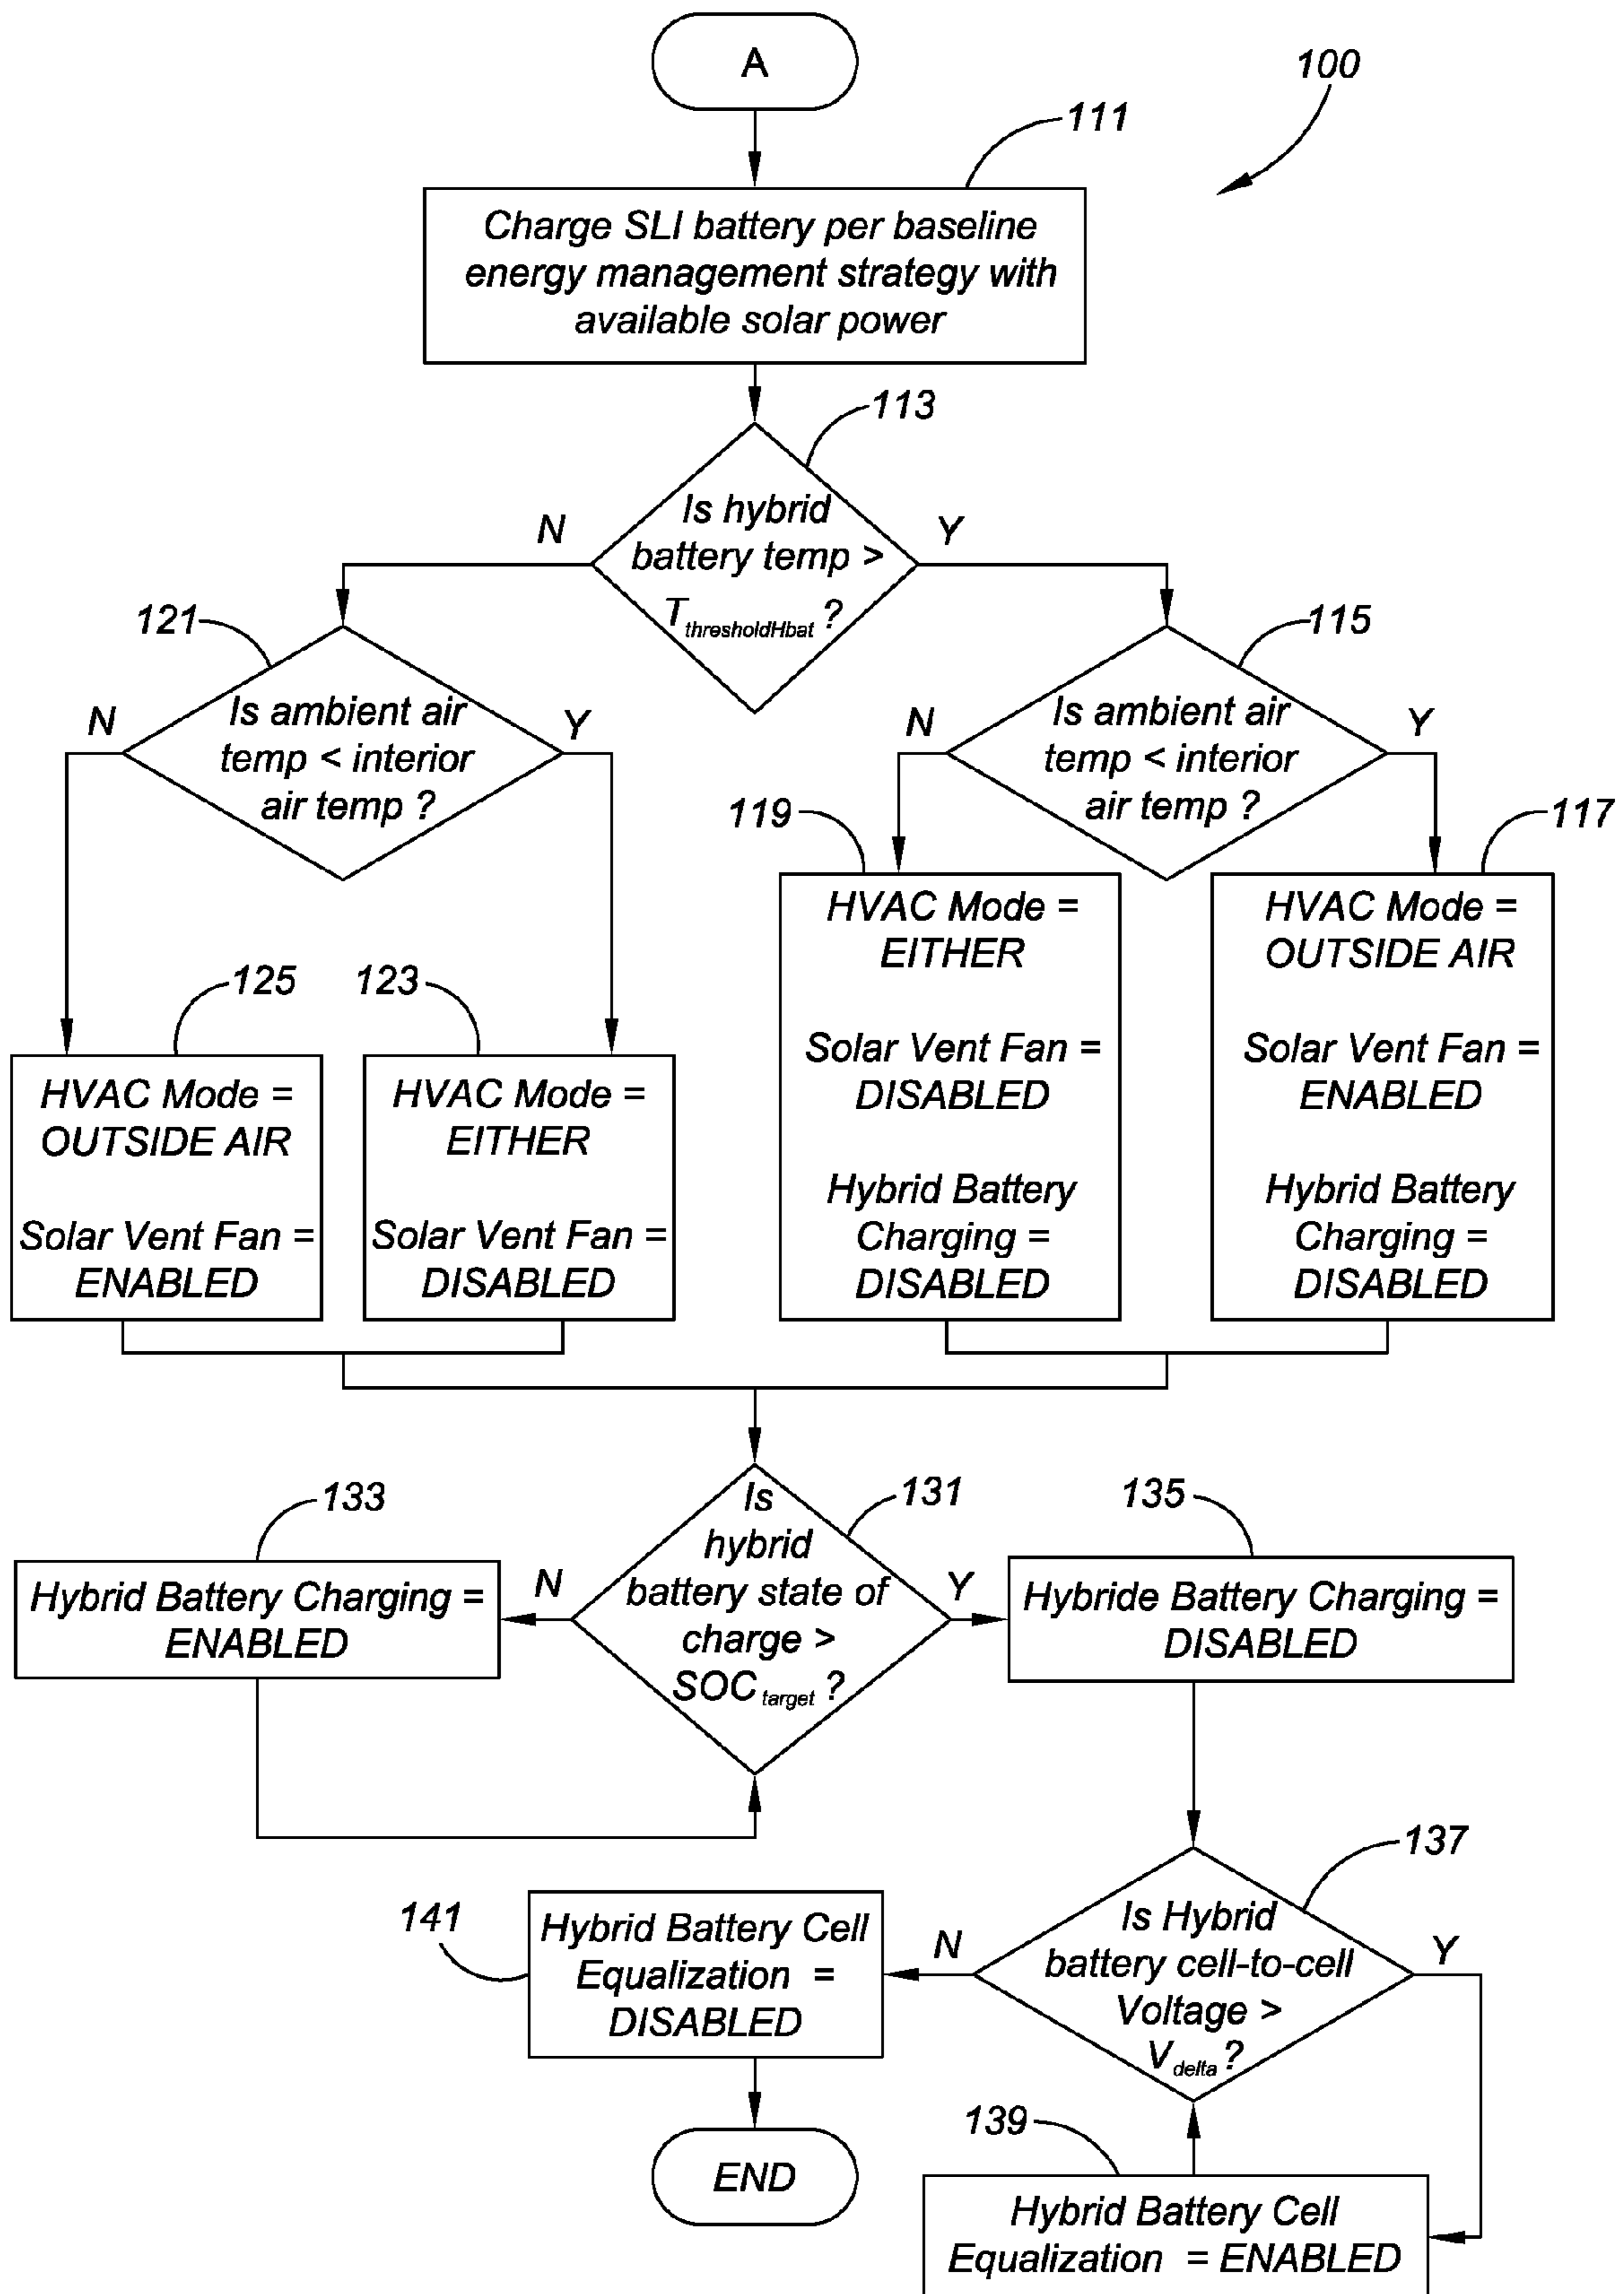 A
100
111
Charge SLI battery per baseline
energy management strategy with
available solar power
113
Is hybrid
battery temp >
TthresholdHbat ?
N
Y
121
Is ambient air
temp < interior
air temp ?
N
Y
115
Is ambient air
temp < interior
air temp ?
N
Y
125
HVAC Mode =
OUTSIDE AIR
Solar Vent Fan =
ENABLED
123
HVAC Mode =
EITHER
Solar Vent Fan =
DISABLED
119
HVAC Mode =
EITHER
Solar Vent Fan =
DISABLED
Hybrid Battery
Charging =
DISABLED
117
HVAC Mode =
OUTSIDE AIR
Solar Vent Fan =
ENABLED
Hybrid Battery
Charging =
DISABLED
131
Is
hybrid
battery state of
charge >
SOCtarget ?
N
Y
133
Hybrid Battery Charging =
ENABLED
135
Hybride Battery Charging =
DISABLED
137
Is Hybrid
battery cell-to-cell
Voltage >
Vdelta ?
N
Y
141
Hybrid Battery Cell
Equalization =
DISABLED
END
139
Hybrid Battery Cell
Equalization = ENABLED